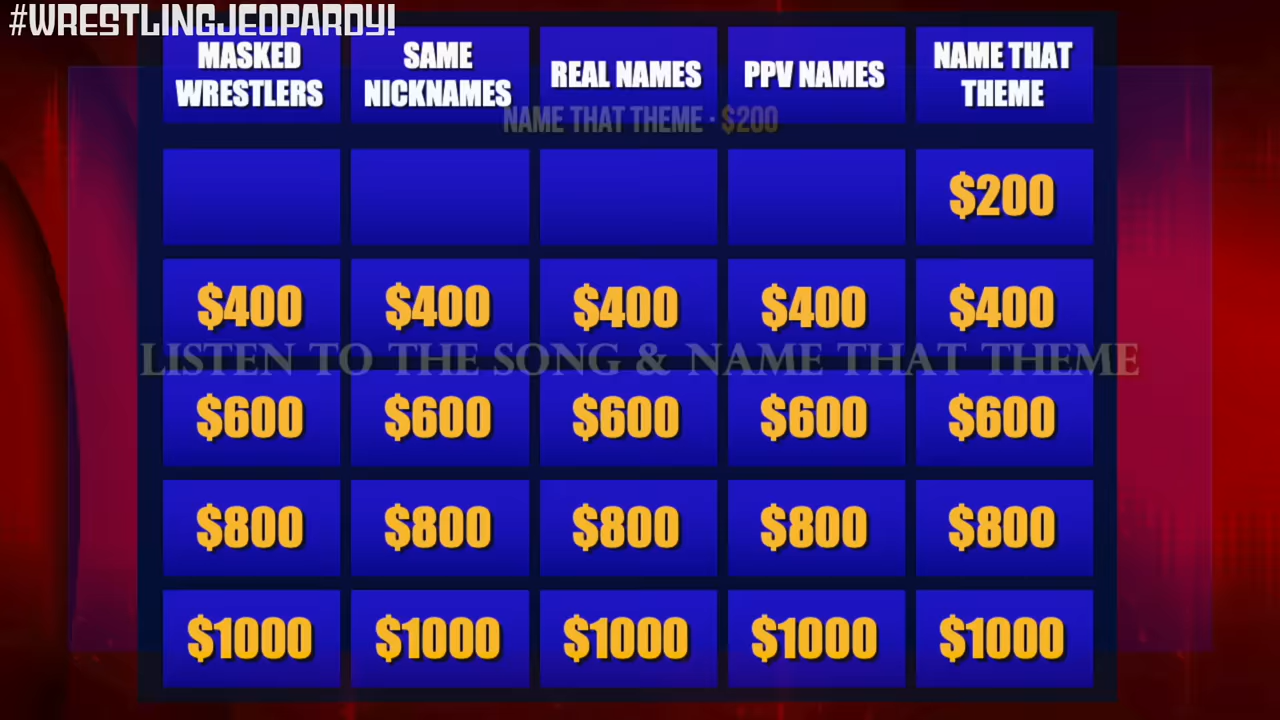 #WRESTLINGJEOPARDY!
MASKED
WRESTLERS
SAME
NICKNAMES
REAL NAMES
PPV NAMES
NAME THAT
THEME
NAME THAT THEME · $200
$200
$400 $400 $400 $400 $400
LISTEN TO THE SONG & NAME THAT THEME
$600 $600 $600 $600 $600
$800 $800 $800 $800 $800
$1000 $1000 $1000 $1000 $1000